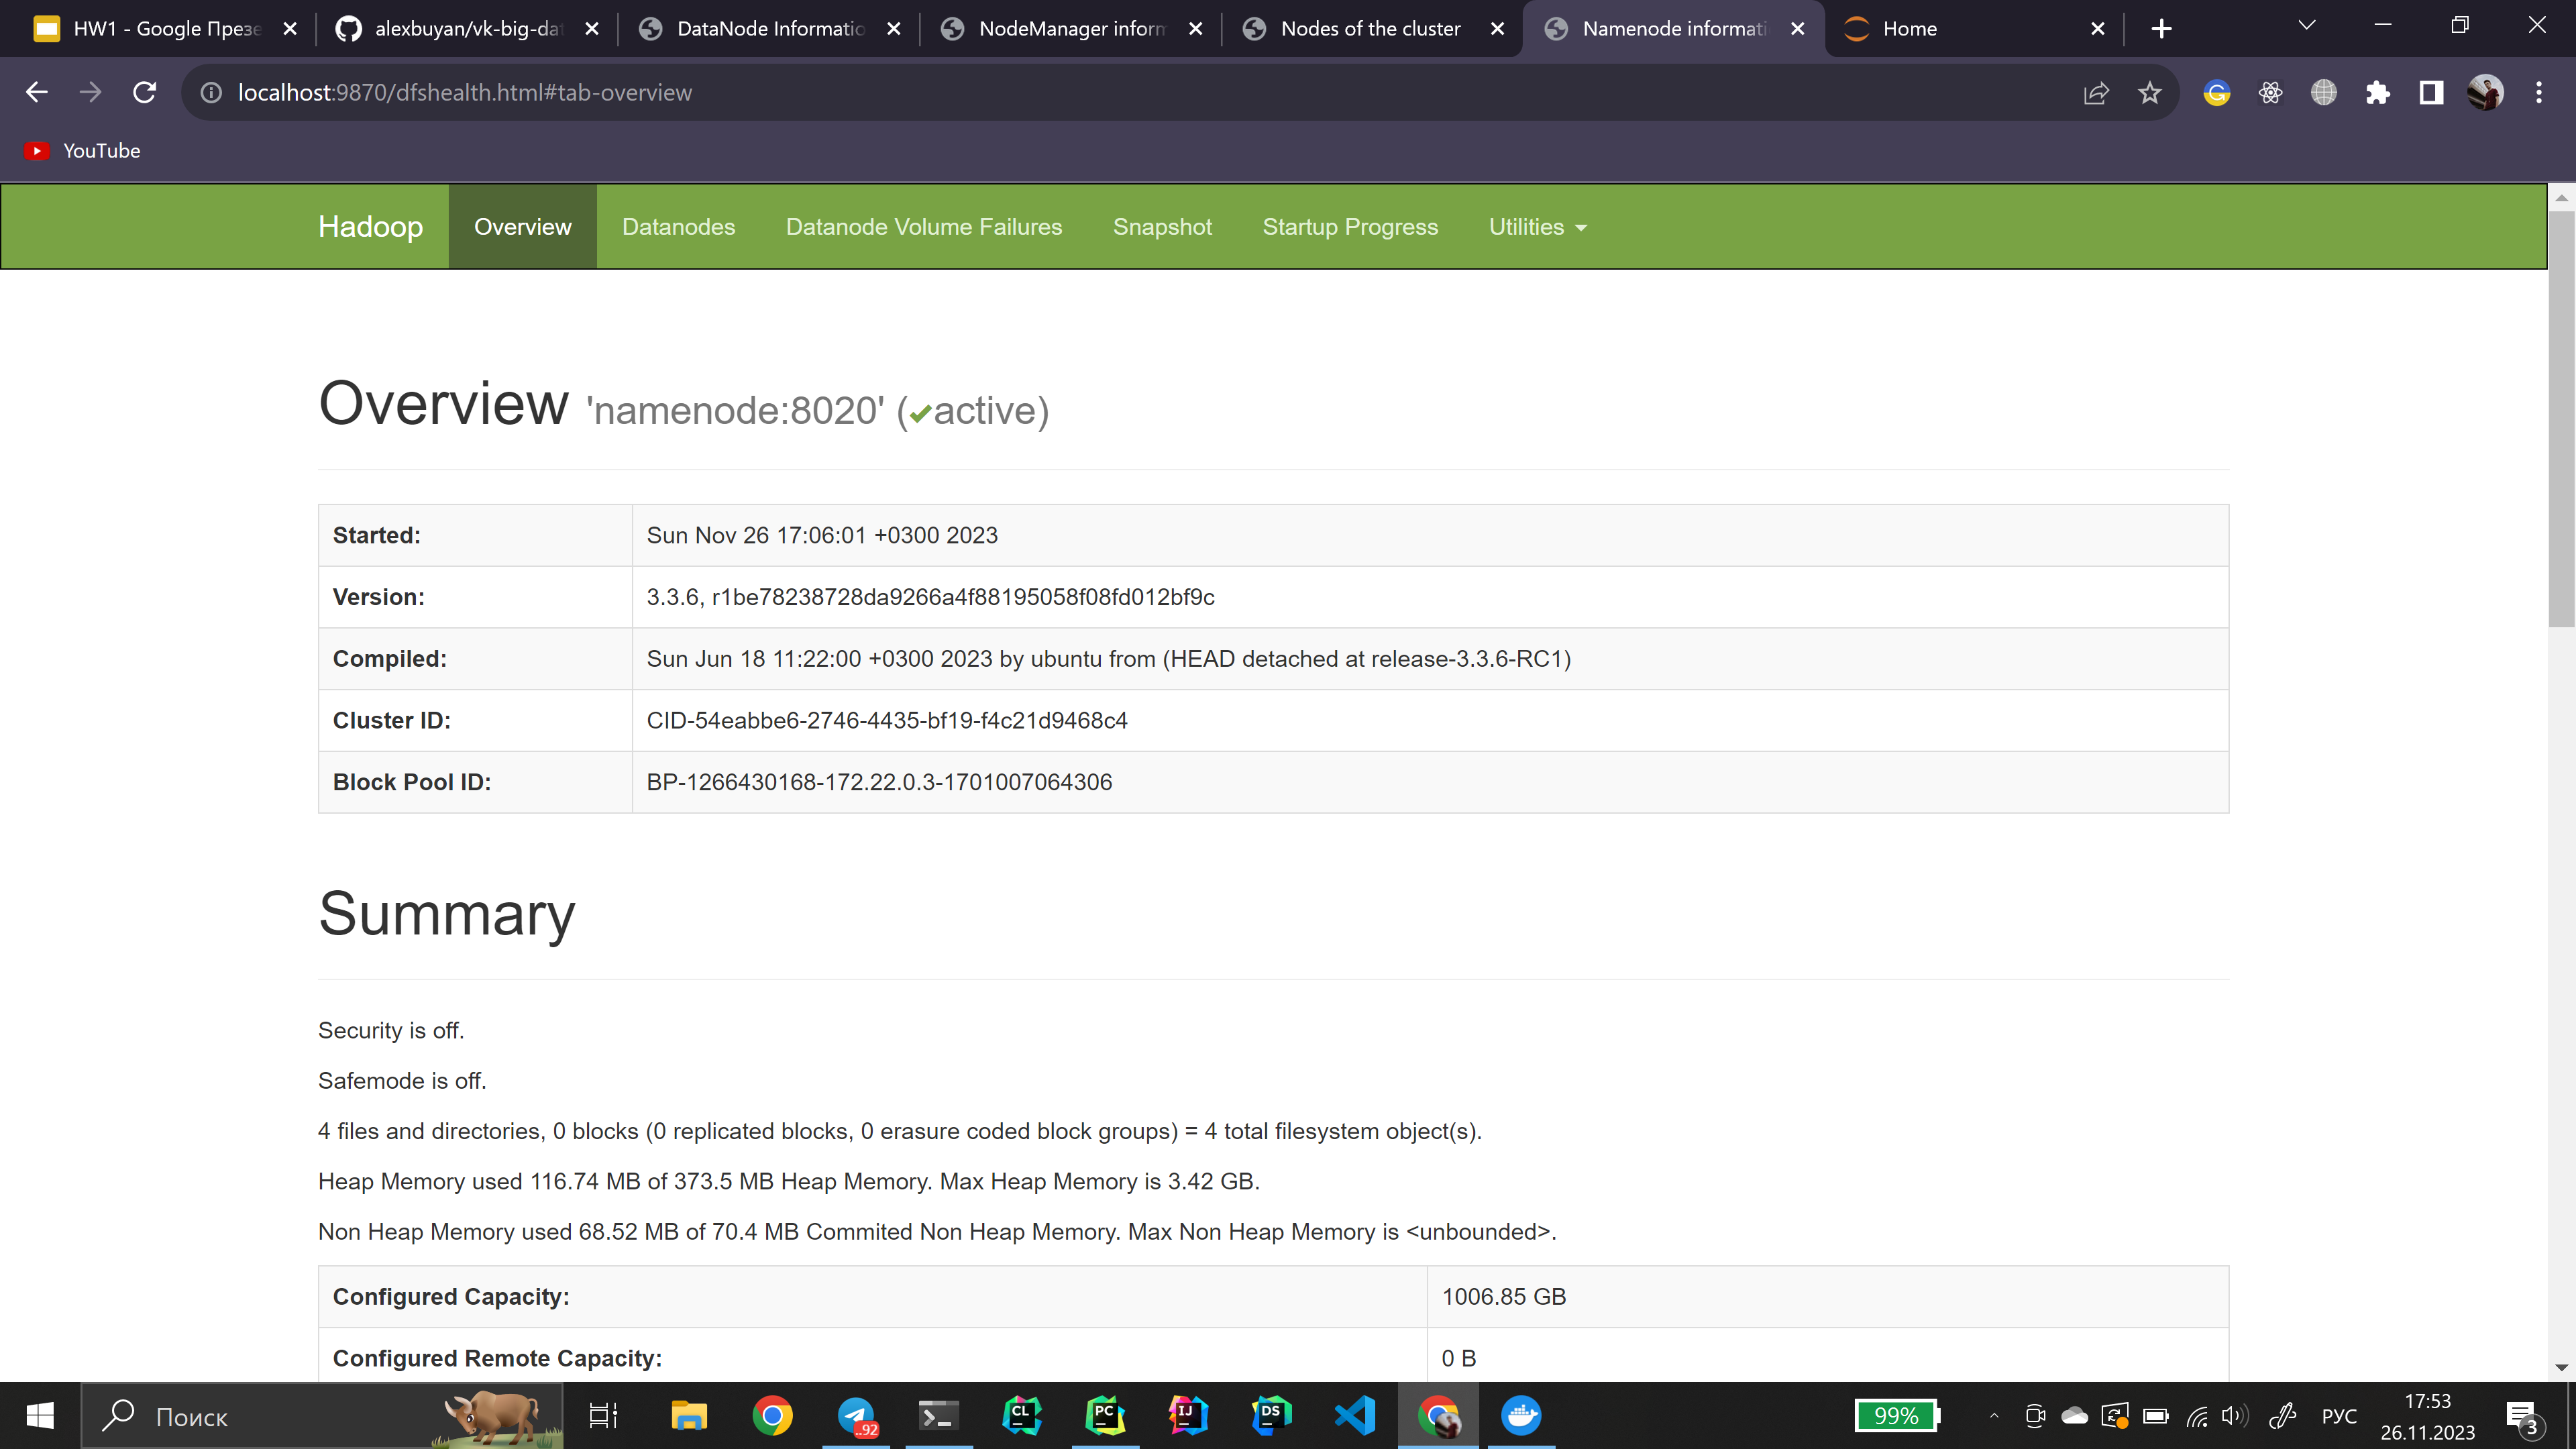 HW1 - Google Презе
alexbuyan/vk-big-dat
DataNode Informatio
NodeManager inform
Nodes of the cluster
Namenode informati
Home
localhost:9870/dfshealth.html#tab-overview
YouTube
Hadoop Overview Datanodes Datanode Volume Failures Snapshot Startup Progress Utilities
Overview 'namenode:8020' (✔active)
Started: Sun Nov 26 17:06:01 +0300 2023
Version: 3.3.6, r1be78238728da9266a4f88195058f08fd012bf9c
Compiled: Sun Jun 18 11:22:00 +0300 2023 by ubuntu from (HEAD detached at release-3.3.6-RC1)
Cluster ID: CID-54eabbe6-2746-4435-bf19-f4c21d9468c4
Block Pool ID: BP-1266430168-172.22.0.3-1701007064306
Summary
Security is off.
Safemode is off.
4 files and directories, 0 blocks (0 replicated blocks, 0 erasure coded block groups) = 4 total filesystem object(s).
Heap Memory used 116.74 MB of 373.5 MB Heap Memory. Max Heap Memory is 3.42 GB.
Non Heap Memory used 68.52 MB of 70.4 MB Commited Non Heap Memory. Max Non Heap Memory is <unbounded>.
Configured Capacity: 1006.85 GB
Configured Remote Capacity: 0 B
Поиск
..92
CL
PC
IJ
DS
99%
РУС
17:53
26.11.2023
3